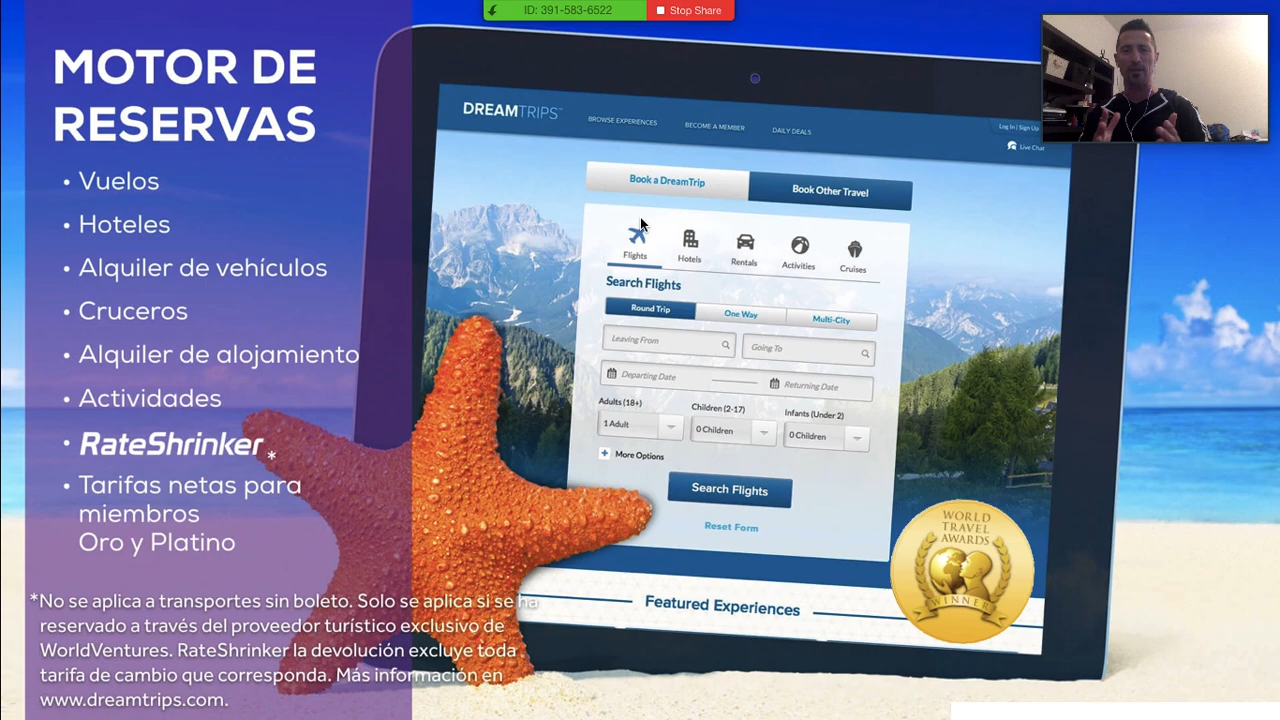 ID: 391-583-6522
Stop Share
MOTOR DE
RESERVAS
• Vuelos
• Hoteles
• Alquiler de vehículos
• Cruceros
• Alquiler de alojamiento
• Actividades
• RateShrinker*
• Tarifas netas para
miembros
Oro y Platino
*No se aplica a transportes sin boleto. Solo se aplica si se ha
reservado a través del proveedor turístico exclusivo de
WorldVentures. RateShrinker la devolución excluye toda
tarifa de cambio que corresponda. Más información en
www.dreamtrips.com.
DREAMTRIPS™
BROWSE EXPERIENCES
BECOME A MEMBER
DAILY DEALS
Log In | Sign Up
Live Chat
Book a DreamTrip
Book Other Travel
Flights
Hotels
Rentals
Activities
Cruises
Search Flights
Round Trip
One Way
Multi-City
Leaving From
Going To
Departing Date
Returning Date
Adults (18+)
Children (2-17)
Infants (Under 2)
1 Adult
0 Children
0 Children
+ More Options
Search Flights
Reset Form
Featured Experiences
WORLD
TRAVEL
AWARDS
WINNER